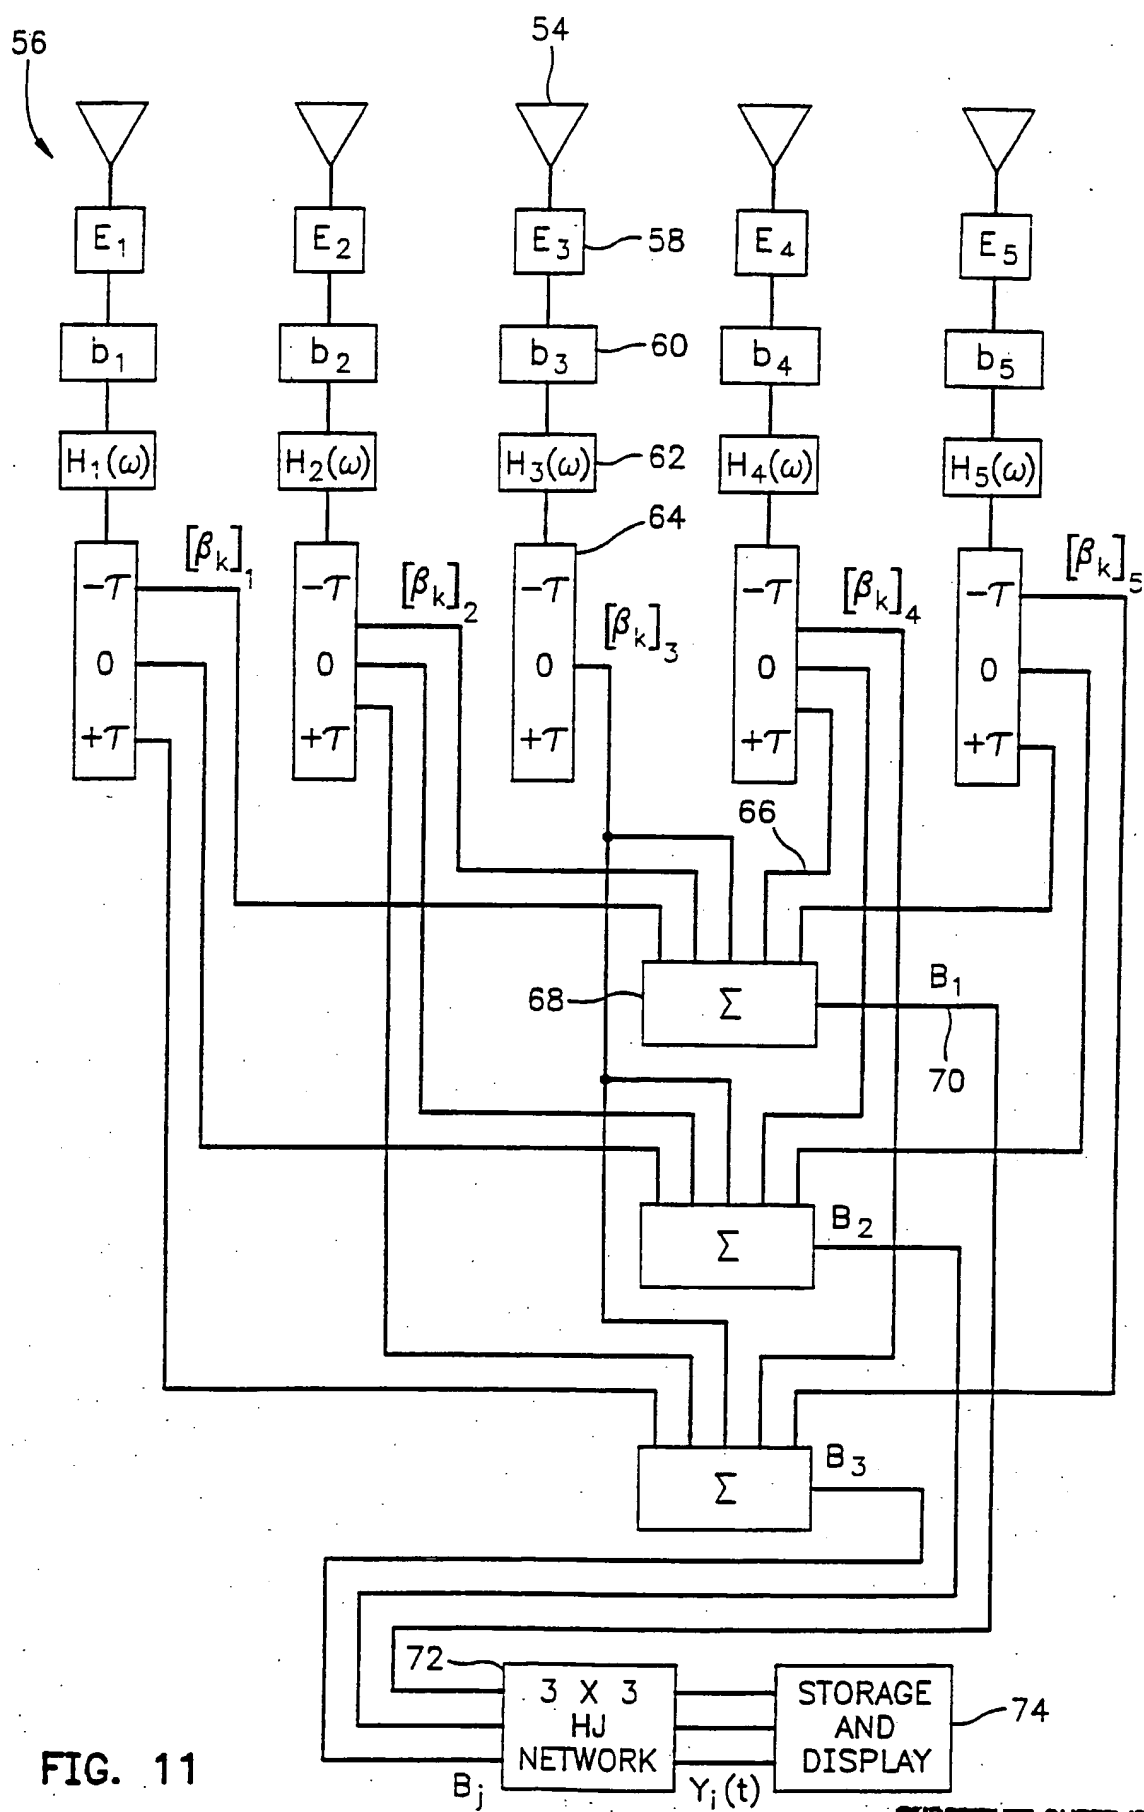 56
54
E1 E2 E3 58 E4 E5
b1 b2 b3 60 b4 b5
H1(ω) H2(ω) H3(ω) 62 H4(ω) H5(ω)
64
[βk]1 [βk]2 [βk]3 [βk]4 [βk]5
-τ -τ -τ -τ -τ
0 0 0 0 0
+τ +τ +τ +τ +τ
66
68 Σ B1
70
Σ B2
Σ B3
72
3 X 3
HJ
NETWORK
STORAGE
AND
DISPLAY
74
Bj Yi(t)
FIG. 11